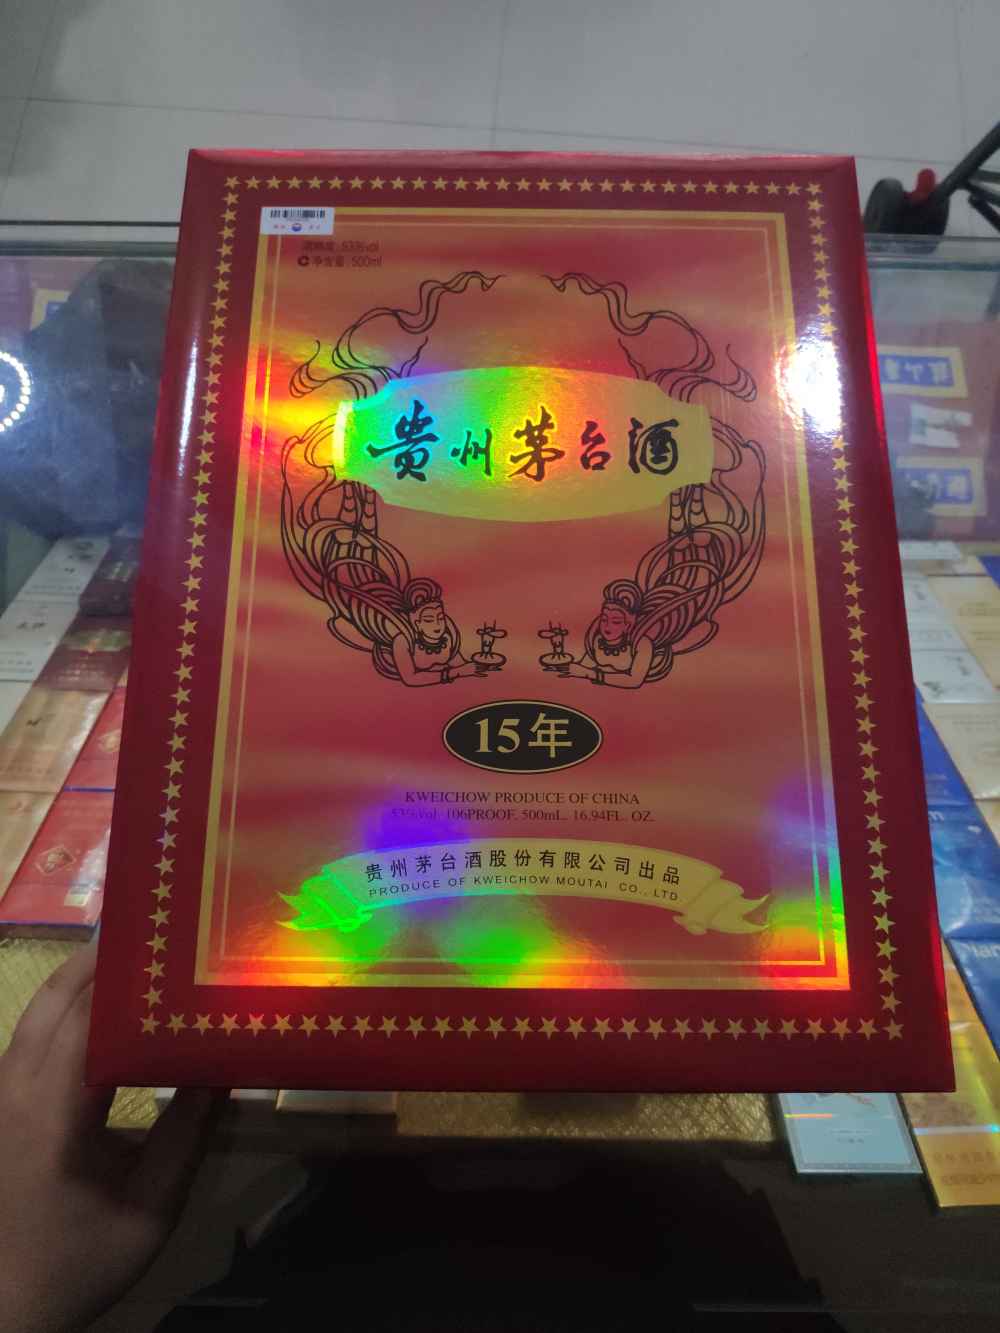 酒精度:53%vol
净含量:500ml
贵州茅台酒
15年
KWEICHOW PRODUCE OF CHINA
53%Vol. 106PROOF. 500mL. 16.94FL. OZ.
贵州茅台酒股份有限公司出品
PRODUCE OF KWEICHOW MOUTAI CO., LTD